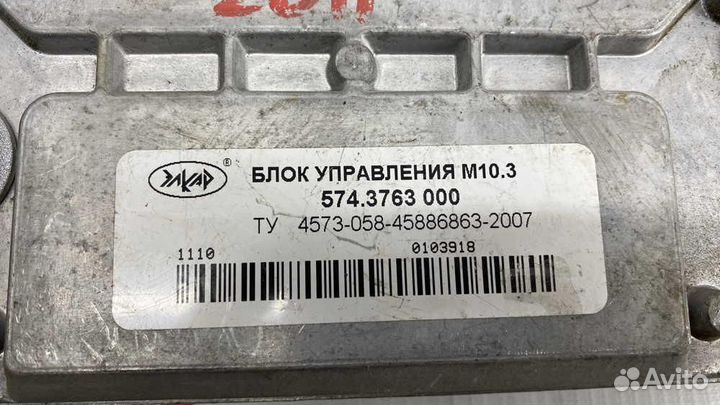 ЭЛКАР ®
БЛОК УПРАВЛЕНИЯ М10.3
574.3763 000
ТУ 4573-058-45886863-2007
1110 0103918
Avito